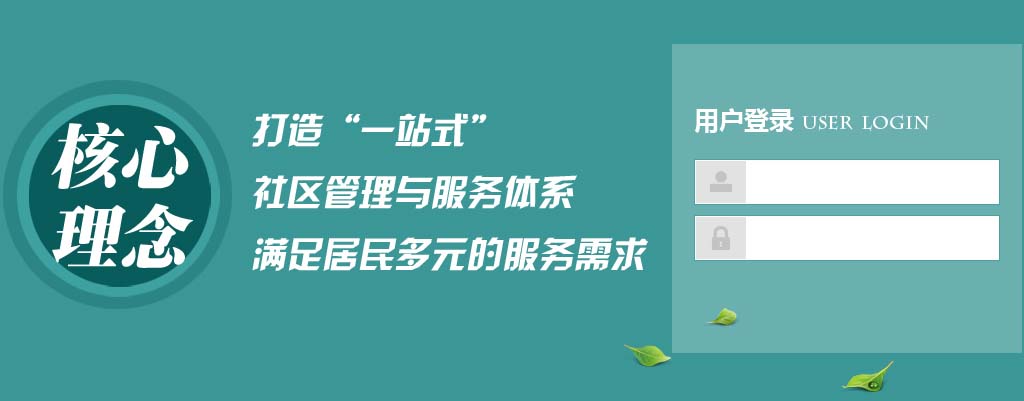 核心
理念
打造“一站式”
社区管理与服务体系
满足居民多元的服务需求
用户登录 USER LOGIN